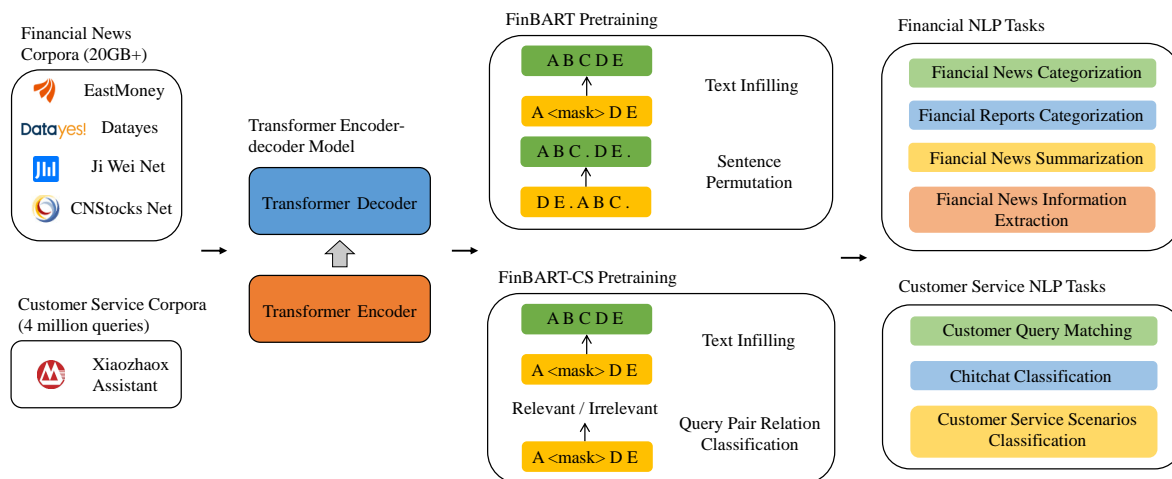 Financial News
Corpora (20GB+)
EastMoney
Datayes!
Datayes
JW
Ji Wei Net
CNStocks Net
Customer Service Corpora
(4 million queries)
Xiaozhaox
Assistant
Transformer Encoder-
decoder Model
Transformer Decoder
Transformer Encoder
FinBART Pretraining
A B C D E
Text Infilling
A <mask> D E
A B C . D E .
Sentence
Permutation
D E . A B C .
FinBART-CS Pretraining
A B C D E
Text Infilling
A <mask> D E
Relevant / Irrelevant
Query Pair Relation
Classification
A <mask> D E
Financial NLP Tasks
Fiancial News Categorization
Fiancial Reports Categorization
Fiancial News Summarization
Fiancial News Information
Extraction
Customer Service NLP Tasks
Customer Query Matching
Chitchat Classification
Customer Service Scenarios
Classification